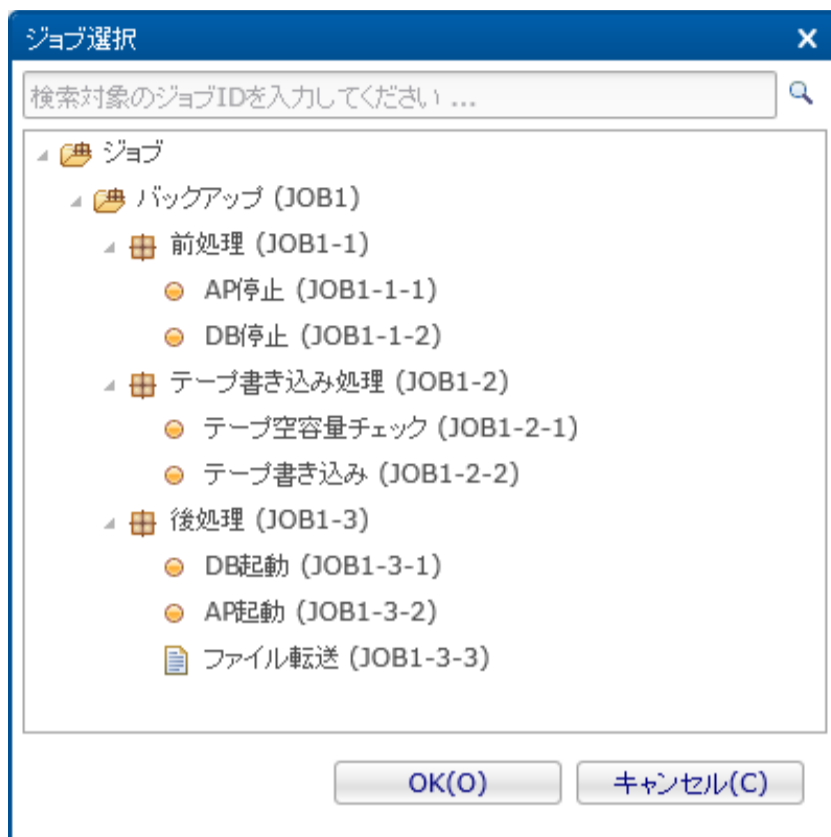 ジョブ選択
検索対象のジョブIDを入力してください ...
ジョブ
バックアップ (JOB1)
前処理 (JOB1-1)
AP停止 (JOB1-1-1)
DB停止 (JOB1-1-2)
テープ書き込み処理 (JOB1-2)
テープ空容量チェック (JOB1-2-1)
テープ書き込み (JOB1-2-2)
後処理 (JOB1-3)
DB起動 (JOB1-3-1)
AP起動 (JOB1-3-2)
ファイル転送 (JOB1-3-3)
OK(O) キャンセル(C)